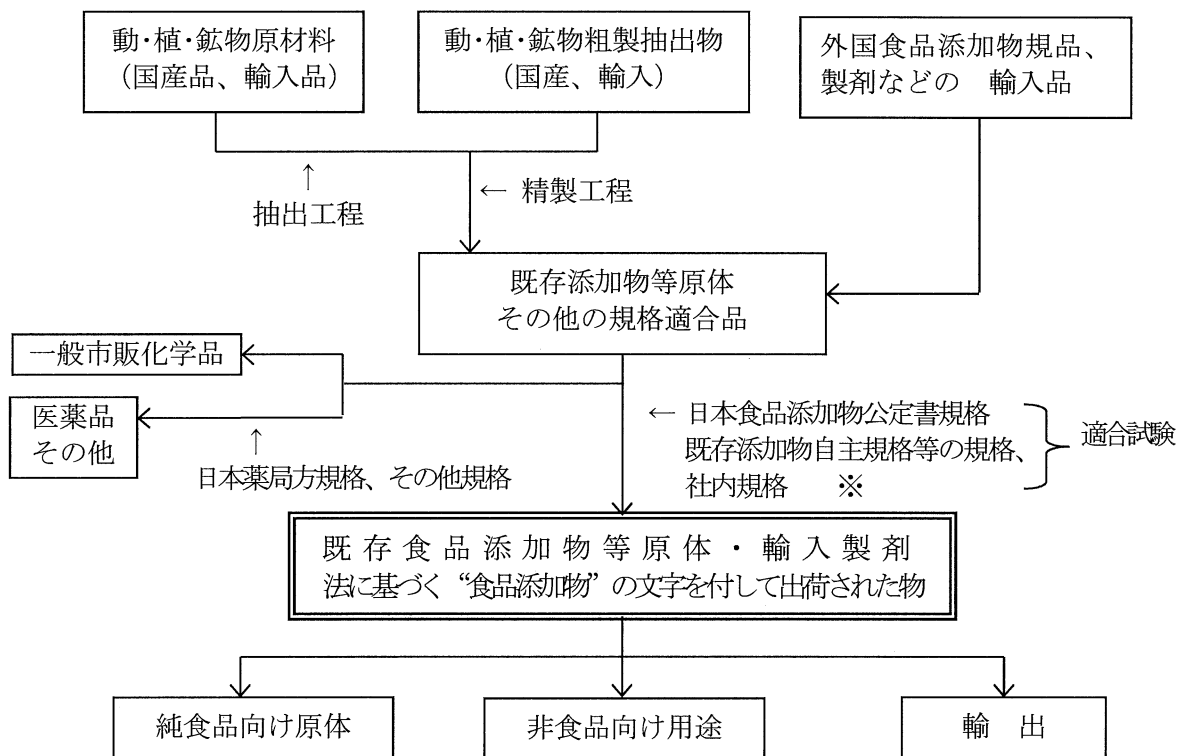 動・植・鉱物原材料
(国産品、輸入品)
動・植・鉱物粗製抽出物
(国産、輸入)
外国食品添加物規品、
製剤などの 輸入品
↑
抽出工程
← 精製工程
既存添加物等原体
その他の規格適合品
一般市販化学品
医薬品
その他
↑
日本薬局方規格、その他規格
← 日本食品添加物公定書規格
既存添加物自主規格等の規格、
社内規格 ※
適合試験
既存食品添加物等原体・輸入製剤
法に基づく“食品添加物”の文字を付して出荷された物
純食品向け原体
非食品向け用途
輸 出